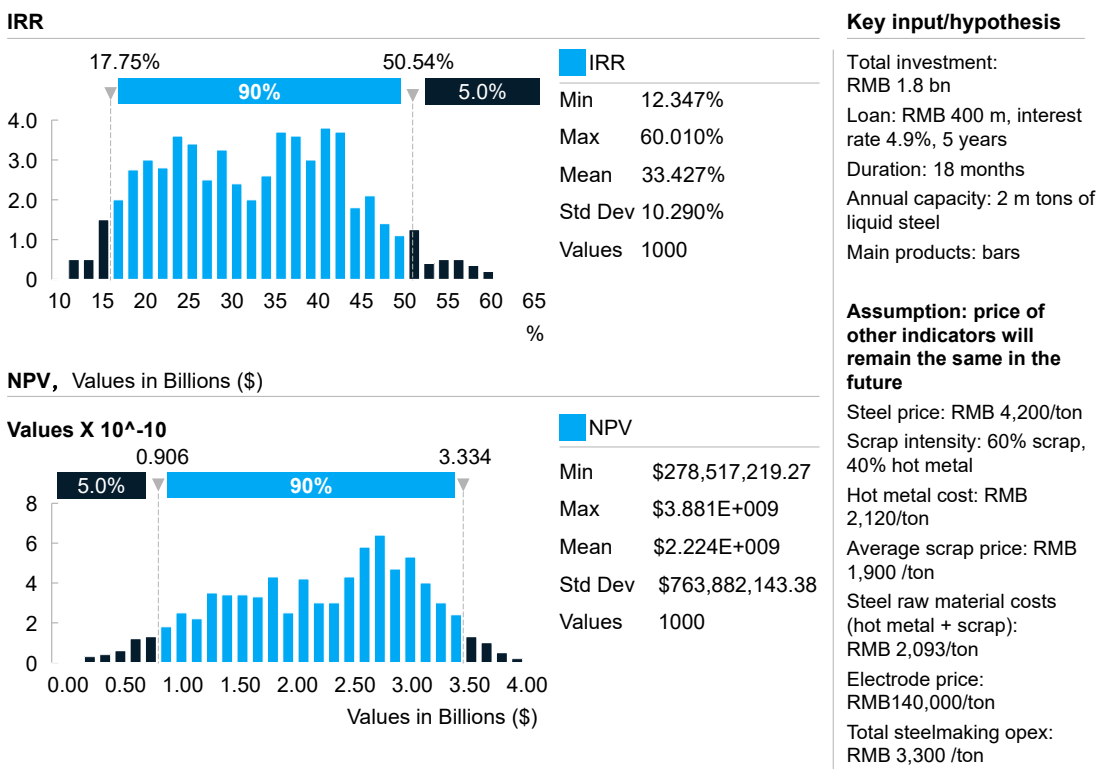 IRR
17.75%
50.54%
90%
5.0%
4.0
3.0
2.0
1.0
0
10 15 20 25 30 35 40 45 50 55 60 65
%
IRR
Min 12.347%
Max 60.010%
Mean 33.427%
Std Dev 10.290%
Values 1000
NPV, Values in Billions ($)
Values X 10^-10
0.906
3.334
5.0%
90%
8
6
4
2
0
0.00 0.50 1.00 1.50 2.00 2.50 3.00 3.50 4.00
Values in Billions ($)
NPV
Min $278,517,219.27
Max $3.881E+009
Mean $2.224E+009
Std Dev $763,882,143.38
Values 1000
Key input/hypothesis
Total investment:
RMB 1.8 bn
Loan: RMB 400 m, interest
rate 4.9%, 5 years
Duration: 18 months
Annual capacity: 2 m tons of
liquid steel
Main products: bars
Assumption: price of
other indicators will
remain the same in the
future
Steel price: RMB 4,200/ton
Scrap intensity: 60% scrap,
40% hot metal
Hot metal cost: RMB
2,120/ton
Average scrap price: RMB
1,900 /ton
Steel raw material costs
(hot metal + scrap):
RMB 2,093/ton
Electrode price:
RMB140,000/ton
Total steelmaking opex:
RMB 3,300 /ton